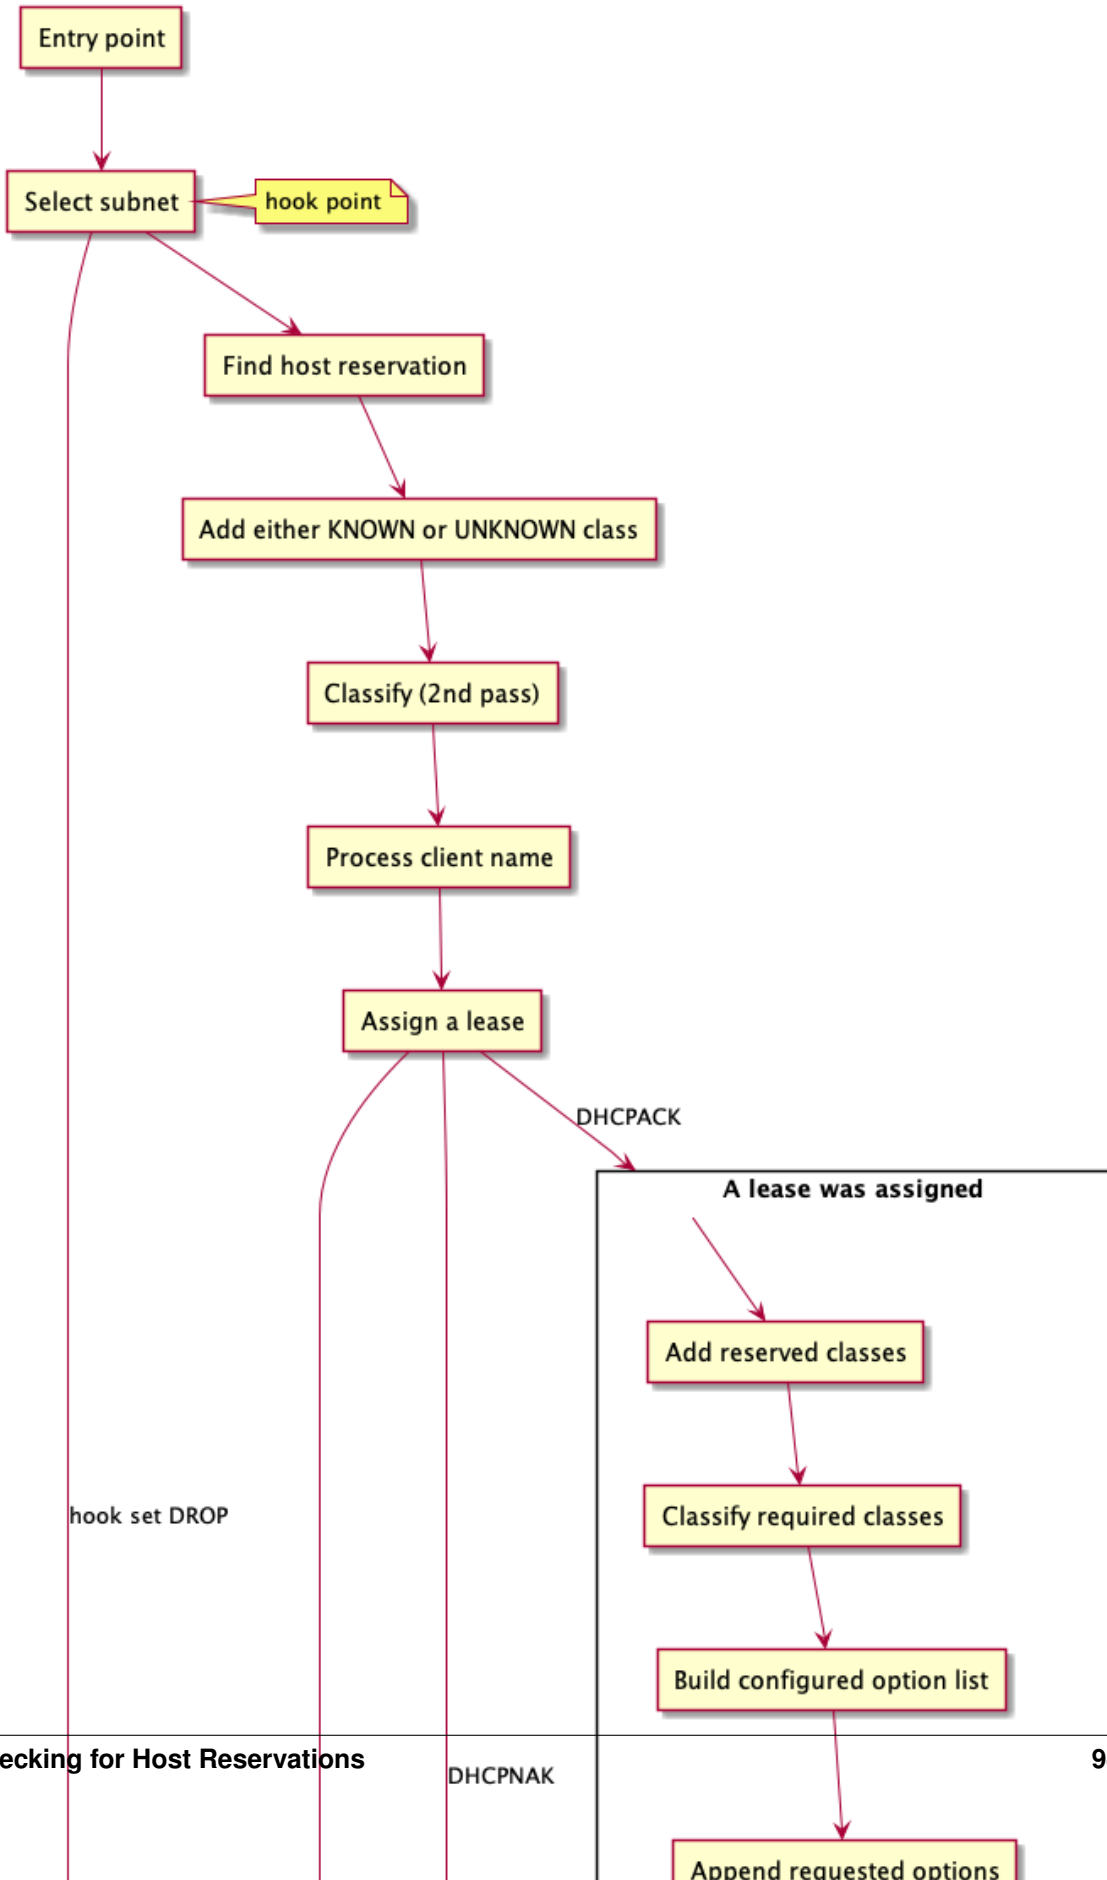 Entry point
Select subnet
hook point
Find host reservation
Add either KNOWN or UNKNOWN class
Classify (2nd pass)
Process client name
Assign a lease
DHCPACK
A lease was assigned
Add reserved classes
Classify required classes
hook set DROP
Build configured option list
ecking for Host Reservations
9
DHCPNAK
Append requested options